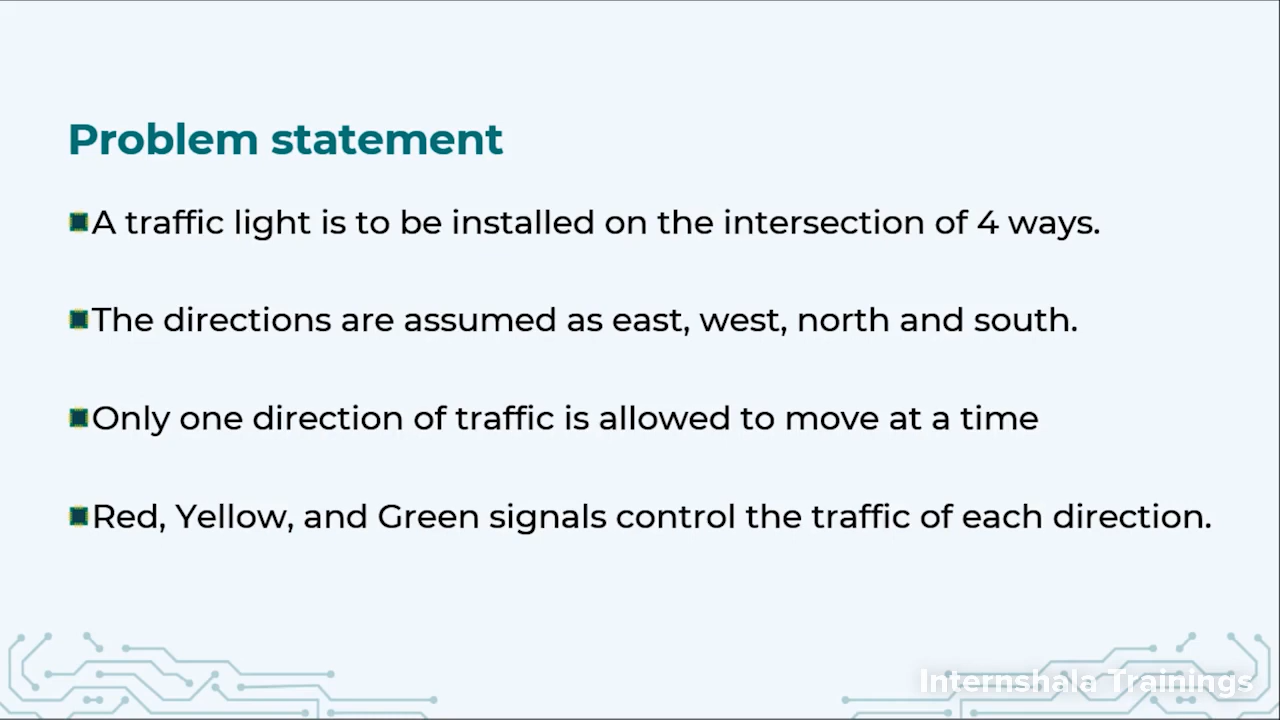 Problem statement
A traffic light is to be installed on the intersection of 4 ways.
The directions are assumed as east, west, north and south.
Only one direction of traffic is allowed to move at a time
Red, Yellow, and Green signals control the traffic of each direction.
Internshala Trainings